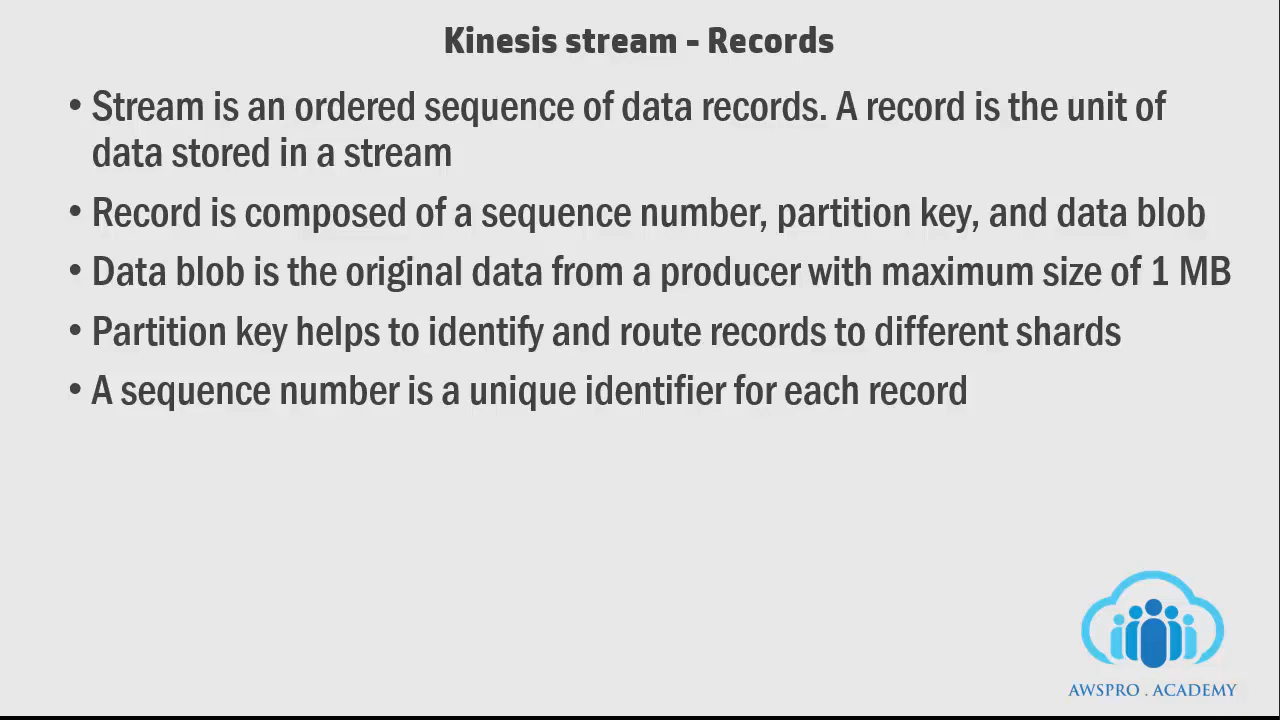 Kinesis stream - Records
• Stream is an ordered sequence of data records. A record is the unit of
data stored in a stream
• Record is composed of a sequence number, partition key, and data blob
• Data blob is the original data from a producer with maximum size of 1 MB
• Partition key helps to identify and route records to different shards
• A sequence number is a unique identifier for each record
AWSPRO . ACADEMY